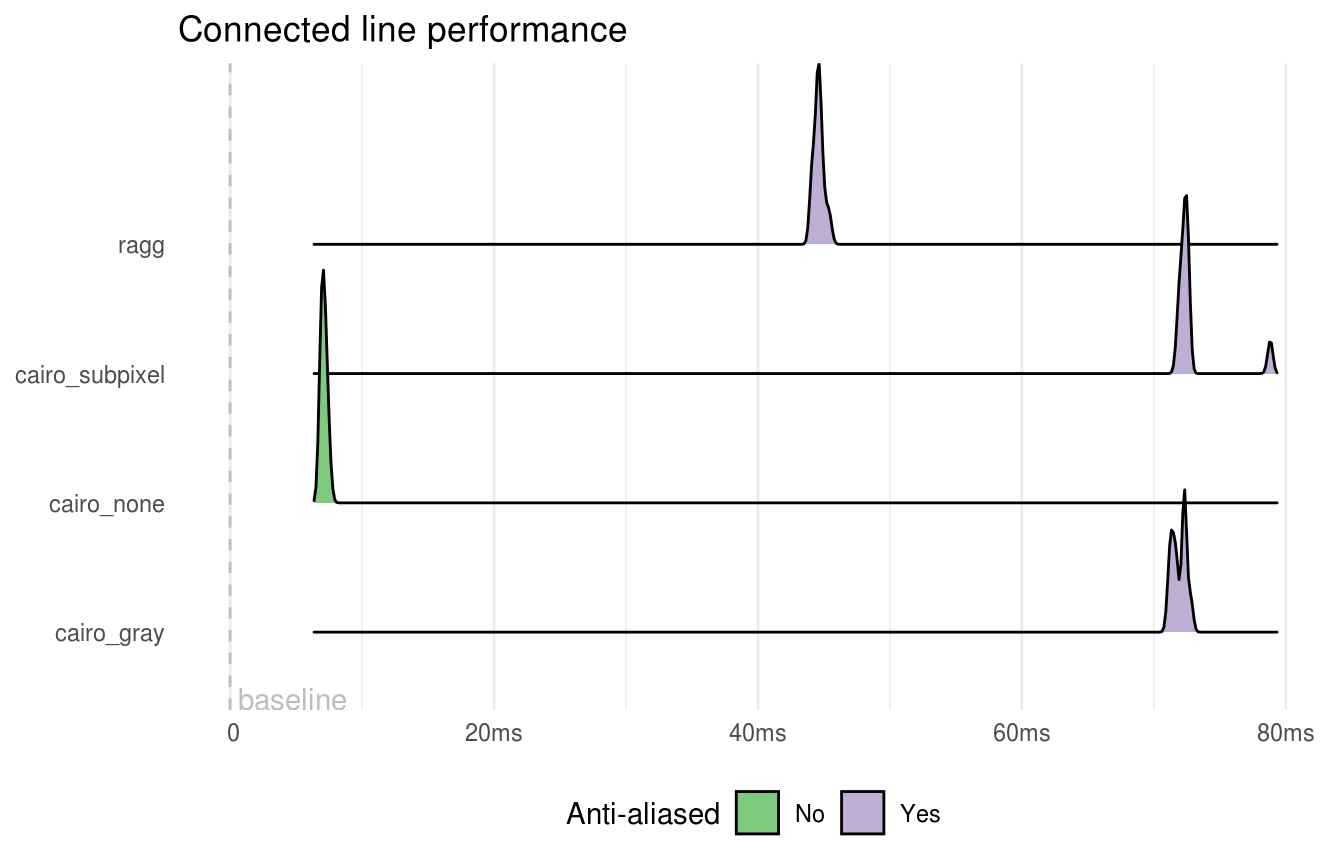 Connected line performance
ragg
cairo_subpixel
cairo_none
cairo_gray
baseline
0 20ms 40ms 60ms 80ms
Anti-aliased No Yes